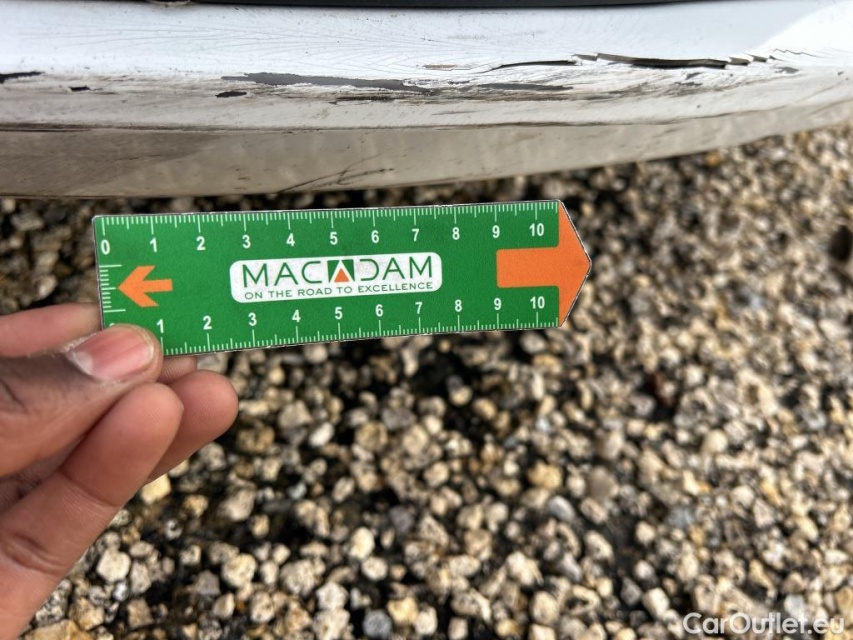 0 1 2 3 4 5 6 7 8 9 10
MACADAM
ON THE ROAD TO EXCELLENCE
1 2 3 4 5 6 7 8 9 10
CarOutlet.eu